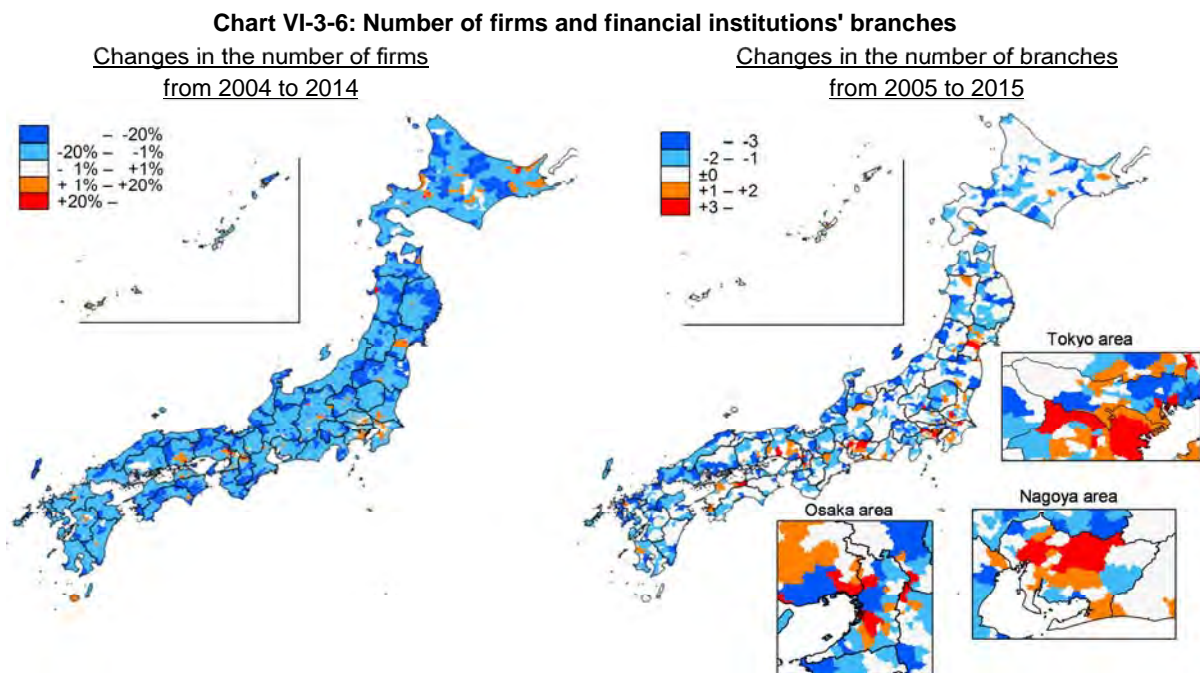 Chart VI-3-6: Number of firms and financial institutions' branches
Changes in the number of firms
from 2004 to 2014
– -20%
-20% – -1%
- 1% – +1%
+ 1% – +20%
+20% –
Changes in the number of branches
from 2005 to 2015
– -3
-2 – -1
±0
+1 – +2
+3 –
Tokyo area
Nagoya area
Osaka area